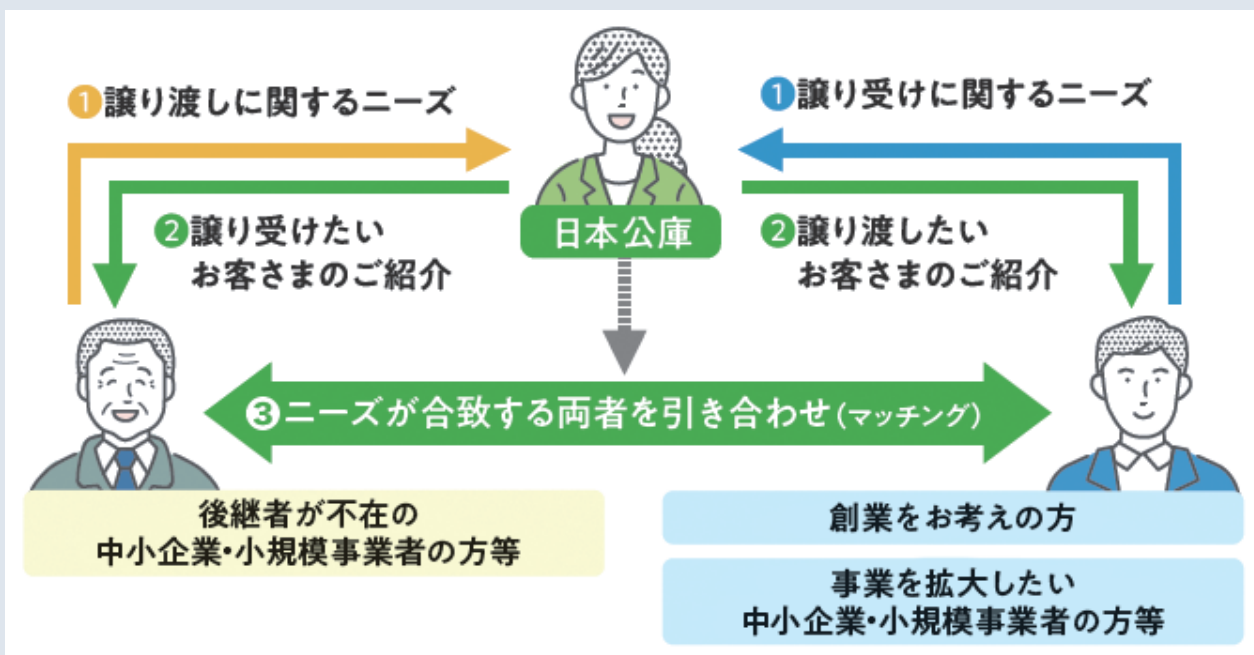 ❶譲り渡しに関するニーズ
❶譲り受けに関するニーズ
❷譲り受けたい
お客さまのご紹介
日本公庫
❷譲り渡したい
お客さまのご紹介
❸ニーズが合致する両者を引き合わせ(マッチング)
後継者が不在の
中小企業・小規模事業者の方等
創業をお考えの方
事業を拡大したい
中小企業・小規模事業者の方等